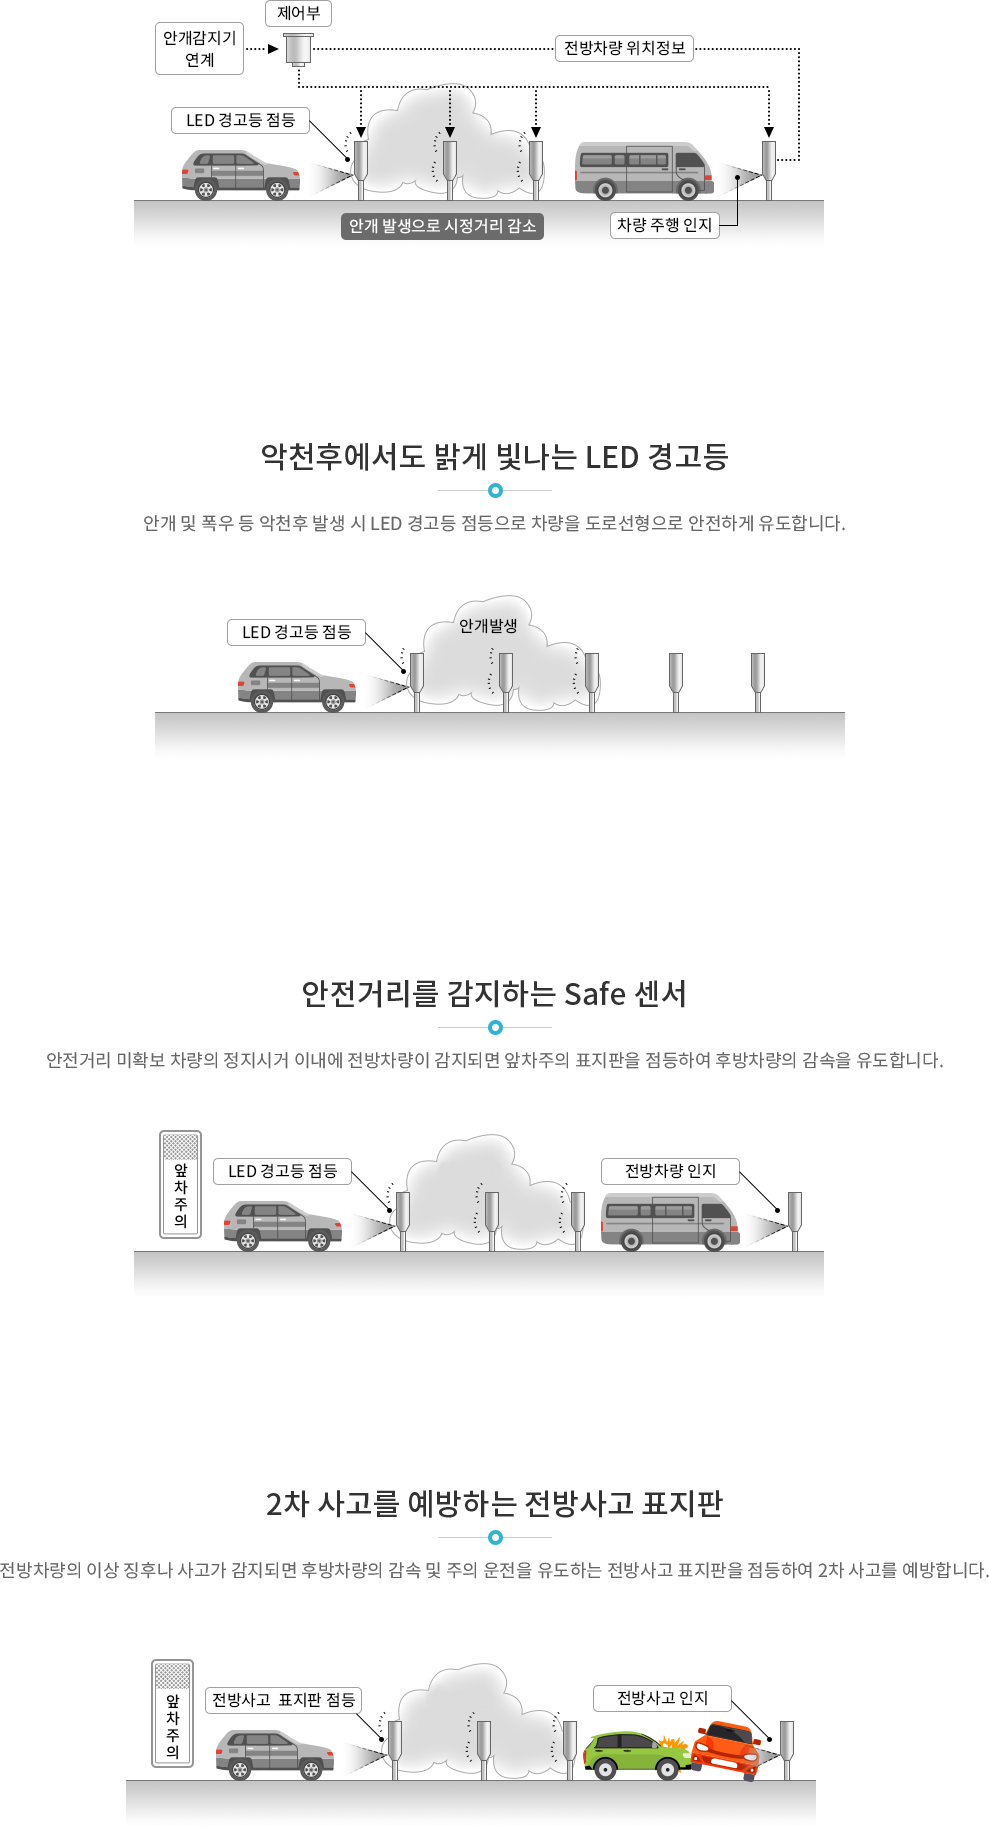 제어부
안개감지기
연계
전방차량 위치정보
LED 경고등 점등
안개 발생으로 시정거리 감소
차량 주행 인지
악천후에서도 밝게 빛나는 LED 경고등
안개 및 폭우 등 악천후 발생 시 LED 경고등 점등으로 차량을 도로선형으로 안전하게 유도합니다.
안개발생
LED 경고등 점등
안전거리를 감지하는 Safe 센서
안전거리 미확보 차량의 정지시거 이내에 전방차량이 감지되면 앞차주의 표지판을 점등하여 후방차량의 감속을 유도합니다.
앞차주의
LED 경고등 점등
전방차량 인지
2차 사고를 예방하는 전방사고 표지판
전방차량의 이상 징후나 사고가 감지되면 후방차량의 감속 및 주의 운전을 유도하는 전방사고 표지판을 점등하여 2차 사고를 예방합니다.
앞차주의
전방사고 표지판 점등
전방사고 인지